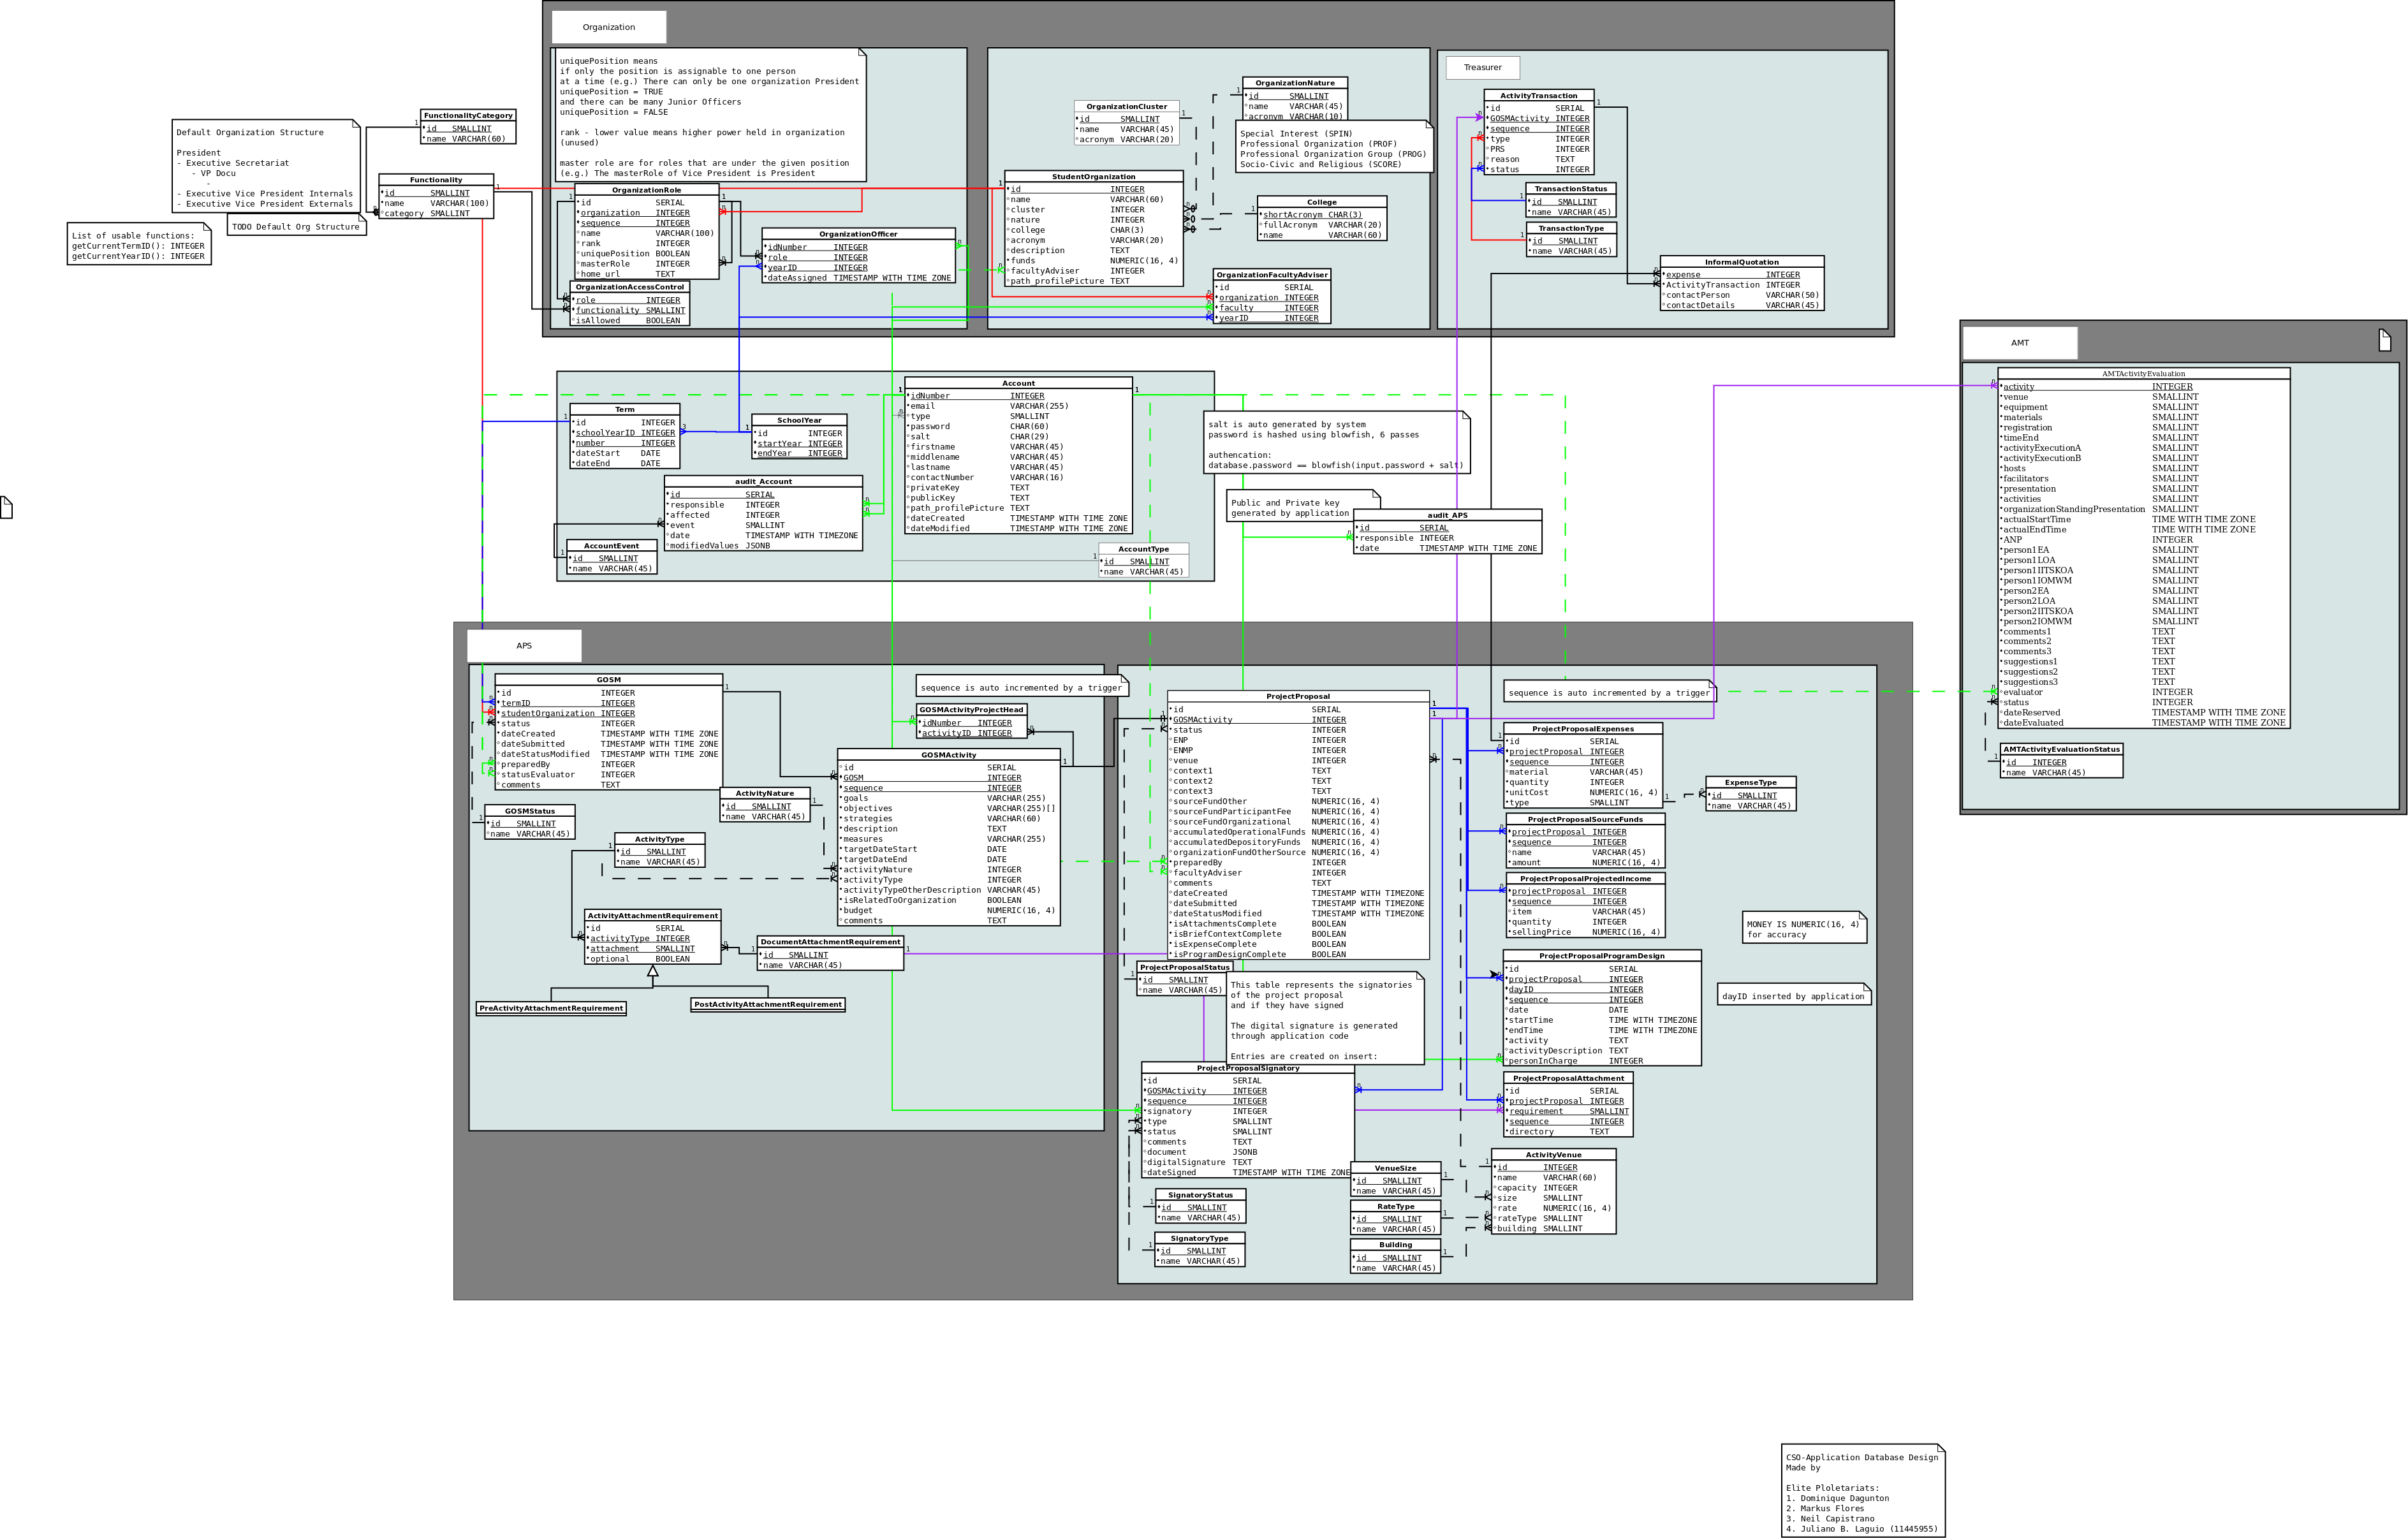 Organization
uniquePosition means
if only the position is assignable to one person
at a time (e.g.) There can only be one organization President
uniquePosition = TRUE
and there can be many Junior Officers
uniquePosition = FALSE
rank - lower value means higher power held in organization
(unused)
master role are for roles that are under the given position
(e.g.) The masterRole of Vice President is President
FunctionalityCategory
id SMALLINT
name VARCHAR(60)
Default Organization Structure
President
- Executive Secretariat
- VP Docu
-
- Executive Vice President Internals
- Executive Vice President Externals
TODO Default Org Structure
List of usable functions:
getCurrentTermID(): INTEGER
getCurrentYearID(): INTEGER
Functionality
id SMALLINT
name VARCHAR(100)
category SMALLINT
OrganizationRole
id SERIAL
organization INTEGER
sequence INTEGER
name VARCHAR(100)
rank INTEGER
uniquePosition BOOLEAN
masterRole INTEGER
home_url TEXT
OrganizationAccessControl
role INTEGER
functionality SMALLINT
isAllowed BOOLEAN
OrganizationOfficer
idNumber INTEGER
role INTEGER
yearID INTEGER
dateAssigned TIMESTAMP WITH TIME ZONE
OrganizationCluster
id SMALLINT
name VARCHAR(45)
acronym VARCHAR(20)
OrganizationNature
id SMALLINT
name VARCHAR(45)
acronym VARCHAR(10)
Special Interest (SPIN)
Professional Organization (PROF)
Professional Organization Group (PROG)
Socio-Civic and Religious (SCORE)
StudentOrganization
id INTEGER
name VARCHAR(60)
cluster INTEGER
nature INTEGER
college CHAR(3)
acronym VARCHAR(20)
description TEXT
funds NUMERIC(16, 4)
facultyAdviser INTEGER
path_profilePicture TEXT
College
shortAcronym CHAR(3)
fullAcronym VARCHAR(20)
name VARCHAR(60)
OrganizationFacultyAdviser
id SERIAL
organization INTEGER
faculty INTEGER
yearID INTEGER
Treasurer
ActivityTransaction
id SERIAL
GOSMActivity INTEGER
sequence INTEGER
type INTEGER
PRS INTEGER
reason TEXT
status INTEGER
TransactionStatus
id SMALLINT
name VARCHAR(45)
TransactionType
id SMALLINT
name VARCHAR(45)
InformalQuotation
expense INTEGER
ActivityTransaction INTEGER
contactPerson VARCHAR(50)
contactDetails VARCHAR(45)
Term
id INTEGER
schoolYearID INTEGER
number INTEGER
dateStart DATE
dateEnd DATE
SchoolYear
id INTEGER
startYear INTEGER
endYear INTEGER
audit_Account
id SERIAL
responsible INTEGER
affected INTEGER
event SMALLINT
date TIMESTAMP WITH TIMEZONE
modifiedValues JSONB
AccountEvent
id SMALLINT
name VARCHAR(45)
Account
idNumber INTEGER
email VARCHAR(255)
type SMALLINT
password CHAR(60)
salt CHAR(29)
firstname VARCHAR(45)
middlename VARCHAR(45)
lastname VARCHAR(45)
contactNumber VARCHAR(16)
privateKey TEXT
publicKey TEXT
path_profilePicture TEXT
dateCreated TIMESTAMP WITH TIME ZONE
dateModified TIMESTAMP WITH TIME ZONE
AccountType
id SMALLINT
name VARCHAR(45)
salt is auto generated by system
password is hashed using blowfish, 6 passes
authencation:
database.password == blowfish(input.password + salt)
Public and Private key
generated by application
audit_APS
id SERIAL
responsible INTEGER
date TIMESTAMP WITH TIME ZONE
AMT
AMTActivityEvaluation
activity INTEGER
venue SMALLINT
equipment SMALLINT
materials SMALLINT
registration SMALLINT
timeEnd SMALLINT
activityExecutionA SMALLINT
activityExecutionB SMALLINT
hosts SMALLINT
facilitators SMALLINT
presentation SMALLINT
activities SMALLINT
organizationStandingPresentation SMALLINT
actualStartTime TIME WITH TIME ZONE
actualEndTime TIME WITH TIME ZONE
ANP INTEGER
person1EA SMALLINT
person1LOA SMALLINT
person1IITSKOA SMALLINT
person1IOMWM SMALLINT
person2EA SMALLINT
person2LOA SMALLINT
person2IITSKOA SMALLINT
person2IOMWM SMALLINT
comments1 TEXT
comments2 TEXT
comments3 TEXT
suggestions1 TEXT
suggestions2 TEXT
suggestions3 TEXT
evaluator INTEGER
status INTEGER
dateReserved TIMESTAMP WITH TIME ZONE
dateEvaluated TIMESTAMP WITH TIME ZONE
AMTActivityEvaluationStatus
id INTEGER
name VARCHAR(45)
APS
GOSM
id INTEGER
termID INTEGER
studentOrganization INTEGER
status INTEGER
dateCreated TIMESTAMP WITH TIME ZONE
dateSubmitted TIMESTAMP WITH TIME ZONE
dateStatusModified TIMESTAMP WITH TIME ZONE
preparedBy INTEGER
statusEvaluator INTEGER
comments TEXT
GOSMStatus
id SMALLINT
name VARCHAR(45)
sequence is auto incremented by a trigger
GOSMActivityProjectHead
idNumber INTEGER
activityID INTEGER
GOSMActivity
id SERIAL
GOSM INTEGER
sequence INTEGER
goals VARCHAR(255)
objectives VARCHAR(255)[]
strategies VARCHAR(60)
description TEXT
measures VARCHAR(255)
targetDateStart DATE
targetDateEnd DATE
activityNature INTEGER
activityType INTEGER
activityTypeOtherDescription VARCHAR(45)
isRelatedToOrganization BOOLEAN
budget NUMERIC(16, 4)
comments TEXT
ActivityNature
id SMALLINT
name VARCHAR(45)
ActivityType
id SMALLINT
name VARCHAR(45)
ActivityAttachmentRequirement
id SERIAL
activityType INTEGER
attachment SMALLINT
optional BOOLEAN
DocumentAttachmentRequirement
id SMALLINT
name VARCHAR(45)
PreActivityAttachmentRequirement
PostActivityAttachmentRequirement
ProjectProposal
id SERIAL
GOSMActivity INTEGER
status INTEGER
ENP INTEGER
ENMP INTEGER
venue INTEGER
context1 TEXT
context2 TEXT
context3 TEXT
sourceFundOther NUMERIC(16, 4)
sourceFundParticipantFee NUMERIC(16, 4)
sourceFundOrganizational NUMERIC(16, 4)
accumulatedOperationalFunds NUMERIC(16, 4)
accumulatedDepositoryFunds NUMERIC(16, 4)
organizationFundOtherSource NUMERIC(16, 4)
preparedBy INTEGER
facultyAdviser INTEGER
comments TEXT
dateCreated TIMESTAMP WITH TIMEZONE
dateSubmitted TIMESTAMP WITH TIMEZONE
dateStatusModified TIMESTAMP WITH TIMEZONE
isAttachmentsComplete BOOLEAN
isBriefContextComplete BOOLEAN
isExpenseComplete BOOLEAN
isProgramDesignComplete BOOLEAN
ProjectProposalStatus
id SMALLINT
name VARCHAR(45)
This table represents the signatories
of the project proposal
and if they have signed
The digital signature is generated
through application code
Entries are created on insert:
ProjectProposalSignatory
id SERIAL
GOSMActivity INTEGER
sequence INTEGER
signatory INTEGER
type SMALLINT
status SMALLINT
comments TEXT
document JSONB
digitalSignature TEXT
dateSigned TIMESTAMP WITH TIME ZONE
SignatoryStatus
id SMALLINT
name VARCHAR(45)
SignatoryType
id SMALLINT
name VARCHAR(45)
VenueSize
id SMALLINT
name VARCHAR(45)
RateType
id SMALLINT
name VARCHAR(45)
Building
id SMALLINT
name VARCHAR(45)
sequence is auto incremented by a trigger
ProjectProposalExpenses
id SERIAL
projectProposal INTEGER
sequence INTEGER
material VARCHAR(45)
quantity INTEGER
unitCost NUMERIC(16, 4)
type SMALLINT
ExpenseType
id SMALLINT
name VARCHAR(45)
ProjectProposalSourceFunds
projectProposal INTEGER
sequence INTEGER
name VARCHAR(45)
amount NUMERIC(16, 4)
ProjectProposalProjectedIncome
projectProposal INTEGER
sequence INTEGER
item VARCHAR(45)
quantity INTEGER
sellingPrice NUMERIC(16, 4)
MONEY IS NUMERIC(16, 4)
for accuracy
ProjectProposalProgramDesign
id SERIAL
projectProposal INTEGER
dayID INTEGER
sequence INTEGER
date DATE
startTime TIME WITH TIMEZONE
endTime TIME WITH TIMEZONE
activity TEXT
activityDescription TEXT
personInCharge INTEGER
dayID inserted by application
ProjectProposalAttachment
id SERIAL
projectProposal INTEGER
requirement SMALLINT
sequence INTEGER
directory TEXT
ActivityVenue
id INTEGER
name VARCHAR(60)
capacity INTEGER
size SMALLINT
rate NUMERIC(16, 4)
rateType SMALLINT
building SMALLINT
CSO-Application Database Design
Made by
Elite Ploletariats:
1. Dominique Dagunton
2. Markus Flores
3. Neil Capistrano
4. Juliano B. Laguio (11445955)